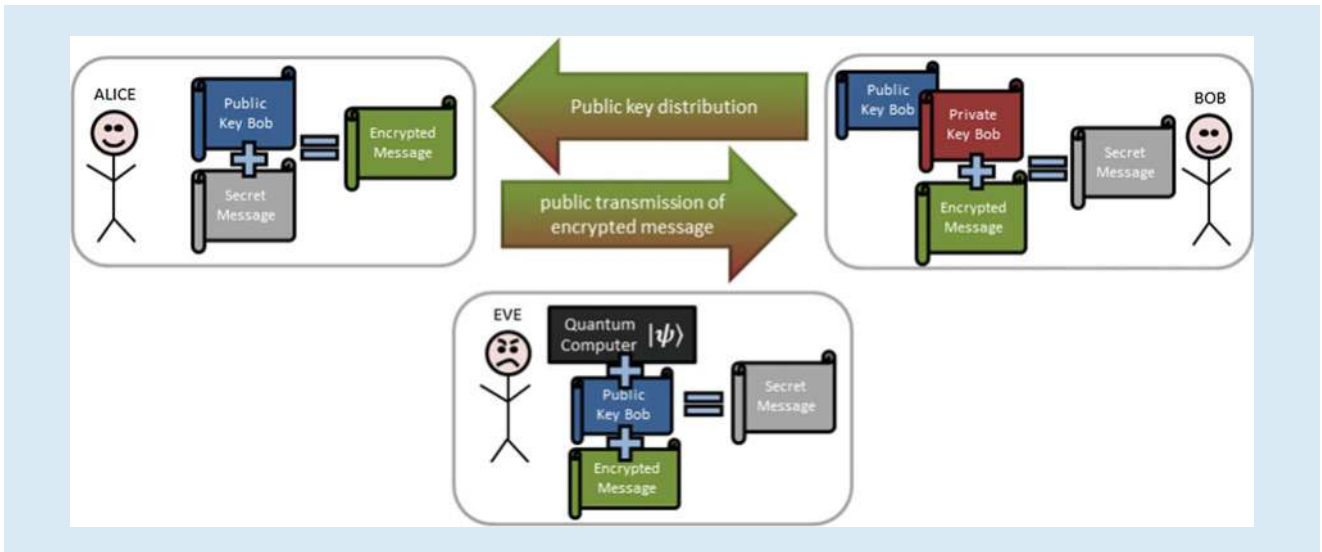 ALICE
Public
Key Bob
Secret
Message
Encrypted
Message
Public key distribution
public transmission of
encrypted message
Public
Key Bob
Private
Key Bob
Encrypted
Message
Secret
Message
BOB
EVE
Quantum
Computer |ψ⟩
Public
Key Bob
Encrypted
Message
Secret
Message